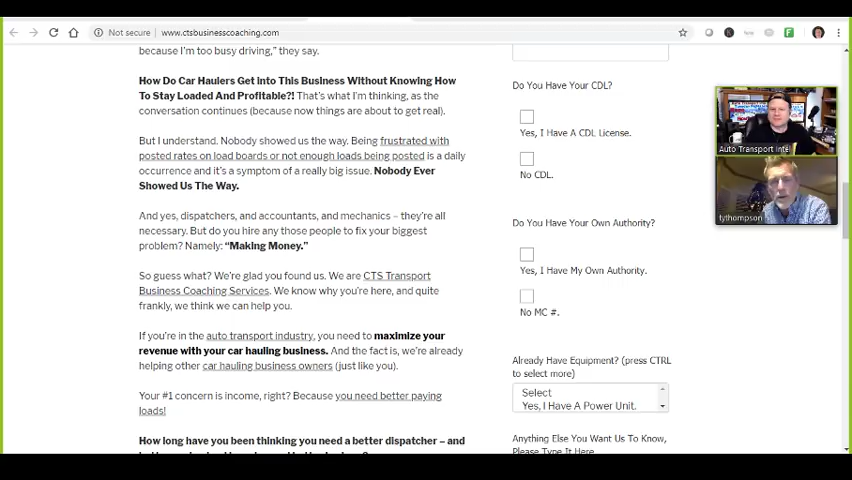 Not secure
www.ctsbusinesscoaching.com
because I'm too busy driving," they say.
How Do Car Haulers Get into This Business Without Knowing How
To Stay Loaded And Profitable?! That's what I'm thinking, as the
conversation continues (because now things are about to get real).
But I understand. Nobody showed us the way. Being frustrated with
posted rates on load boards or not enough loads being posted is a daily
occurrence and it's a symptom of a really big issue. Nobody Ever
Showed Us The Way.
And yes, dispatchers, and accountants, and mechanics – they're all
necessary. But do you hire any those people to fix your biggest
problem? Namely: "Making Money."
So guess what? We're glad you found us. We are CTS Transport
Business Coaching Services. We know why you're here, and quite
frankly, we think we can help you.
If you're in the auto transport industry, you need to maximize your
revenue with your car hauling business. And the fact is, we're already
helping other car hauling business owners (just like you).
Your #1 concern is income, right? Because you need better paying
loads!
How long have you been thinking you need a better dispatcher – and
Do You Have Your CDL?
Yes, I Have A CDL License.
No CDL.
Do You Have Your Own Authority?
Yes, I Have My Own Authority.
No MC #.
Already Have Equipment? (press CTRL
to select more)
Select
Yes, I Have A Power Unit.
Anything Else You Want Us To Know,
Please Type It Here
Auto Transport Intel
tythompson